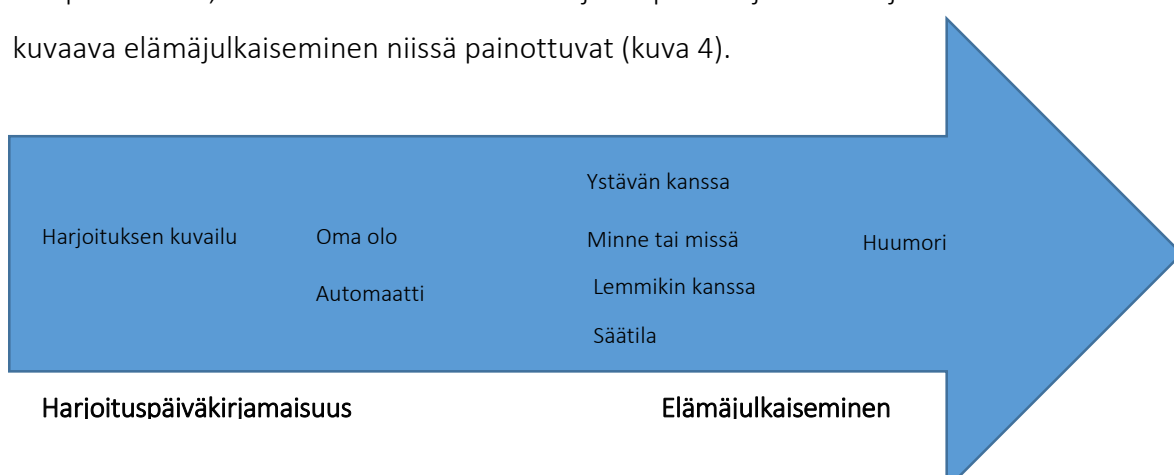 kuvaava elämäjulkaiseminen niissä painottuvat (kuva 4).
Ystävän kanssa
Harjoituksen kuvailu Oma olo Minne tai missä Huumori
Automaatti Lemmikin kanssa
Säätila
Harjoituspäiväkirjamaisuus Elämäjulkaiseminen